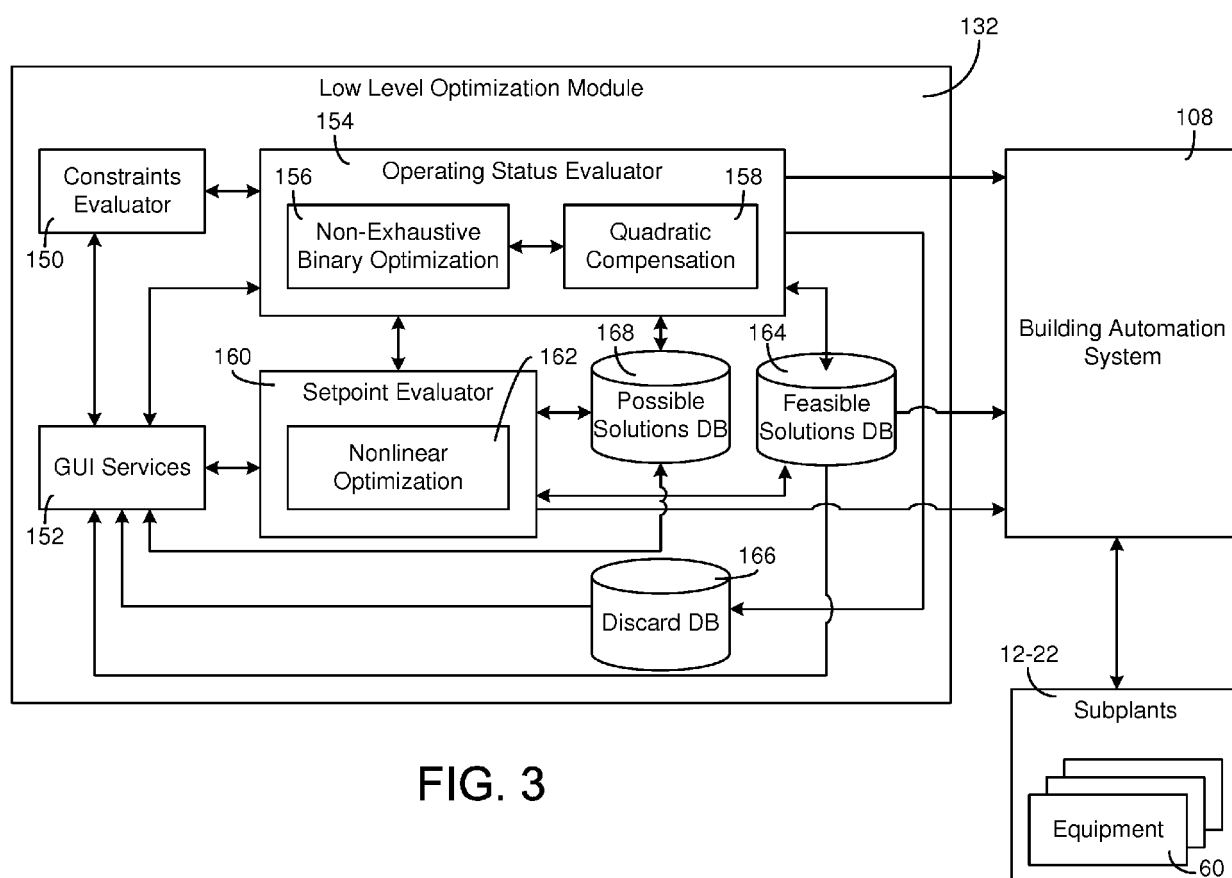 132
Low Level Optimization Module
154
108
Operating Status Evaluator
Constraints
Evaluator
156
158
Non-Exhaustive
Binary Optimization
Quadratic
Compensation
150
Building Automation
System
168
164
160
162
Setpoint Evaluator
Possible
Solutions DB
Feasible
Solutions DB
GUI Services
Nonlinear
Optimization
152
166
Discard DB
12-22
Subplants
FIG. 3
Equipment
60